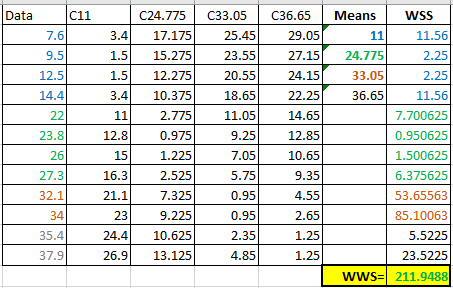 Data C11 C24.775 C33.05 C36.65 Means WSS
7.6 3.4 17.175 25.45 29.05 11 11.56
9.5 1.5 15.275 23.55 27.15 24.775 2.25
12.5 1.5 12.275 20.55 24.15 33.05 2.25
14.4 3.4 10.375 18.65 22.25 36.65 11.56
22 11 2.775 11.05 14.65 7.700625
23.8 12.8 0.975 9.25 12.85 0.950625
26 15 1.225 7.05 10.65 1.500625
27.3 16.3 2.525 5.75 9.35 6.375625
32.1 21.1 7.325 0.95 4.55 53.65563
34 23 9.225 0.95 2.65 85.10063
35.4 24.4 10.625 2.35 1.25 5.5225
37.9 26.9 13.125 4.85 1.25 23.5225
WWS= 211.9488